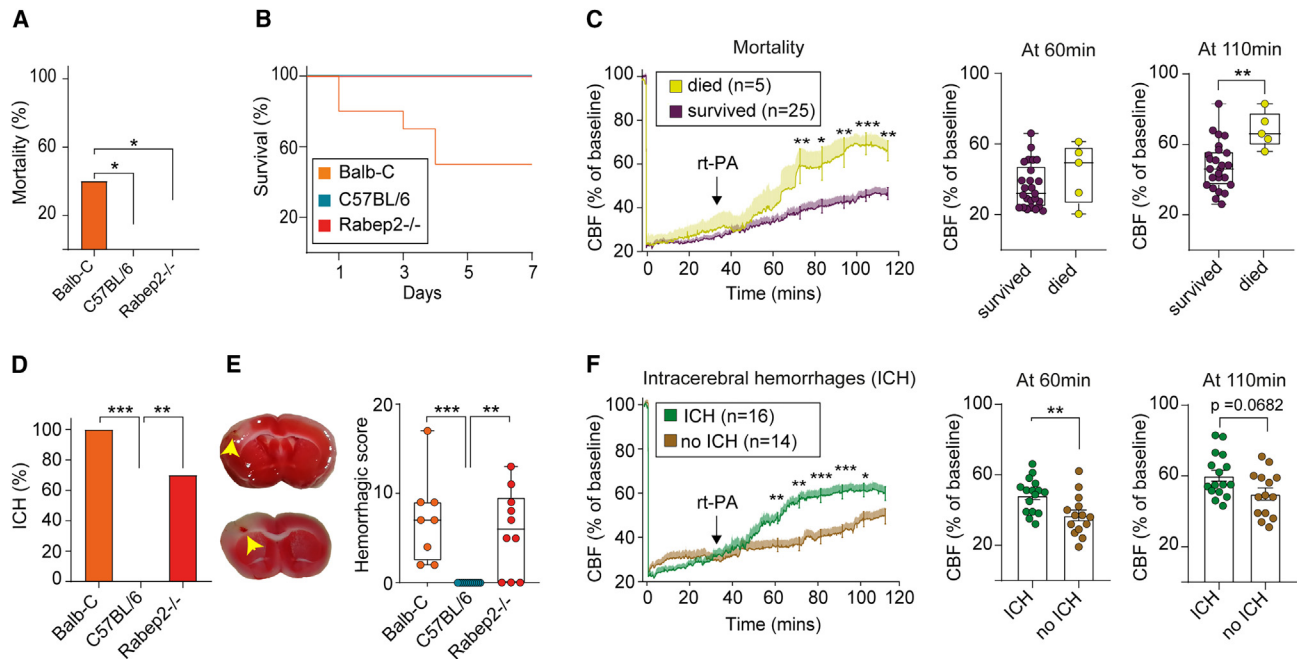 A
Mortality (%)
100
60
20
*
*
Balb-C
C57BL/6
Rabep2-/-
B
Survival (%)
100
60
20
Balb-C
C57BL/6
Rabep2-/-
1
3
5
7
Days
C
Mortality
CBF (% of baseline)
100
80
60
40
20
died (n=5)
survived (n=25)
rt-PA
** * ** *** **
0 20 40 60 80 100 120
Time (mins)
At 60min
CBF (% of baseline)
100
60
20
survived
died
At 110min
**
CBF (% of baseline)
100
60
20
survived
died
D
ICH (%)
100
80
60
40
20
0
*** **
Balb-C
C57BL/6
Rabep2-/-
E
Hemorrhagic score
20
10
0
*** **
Balb-C
C57BL/6
Rabep2-/-
F
Intracerebral hemorrhages (ICH)
CBF (% of baseline)
100
80
60
40
20
ICH (n=16)
no ICH (n=14)
rt-PA
** ** *** *** *
0 20 40 60 80 100 120
Time (mins)
At 60min
**
CBF (% of baseline)
100
60
20
ICH
no ICH
At 110min
p =0.0682
CBF (% of baseline)
100
60
20
ICH
no ICH